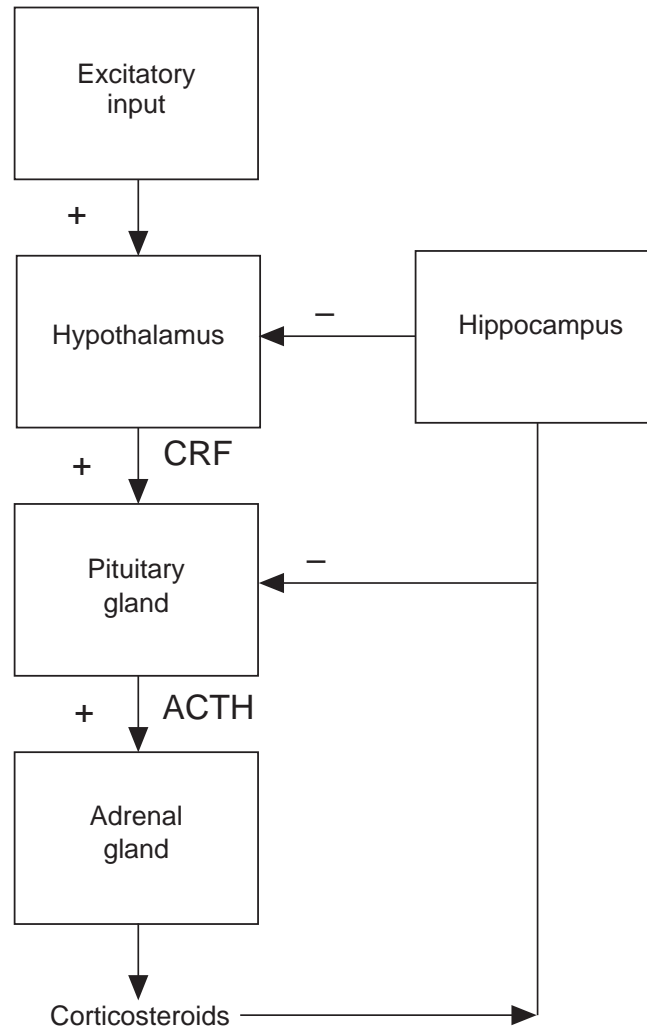 Excitatory
input
+
Hypothalamus
–
Hippocampus
+
CRF
Pituitary
gland
–
+
ACTH
Adrenal
gland
Corticosteroids